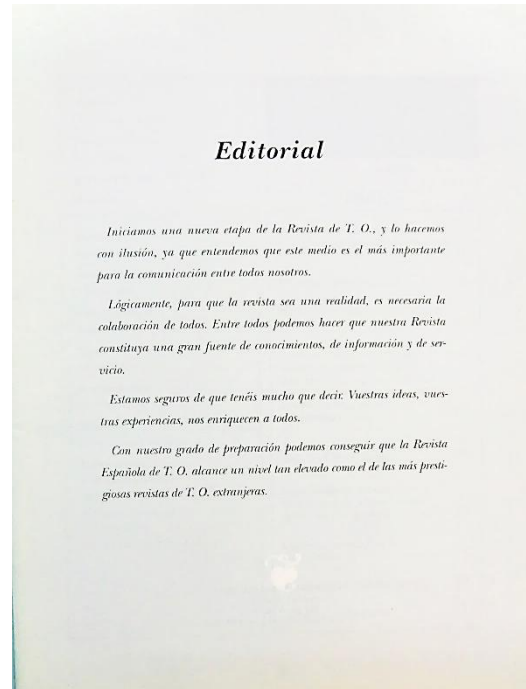 Editorial
Iniciamos una nueva etapa de la Revista de T. O., y lo hacemos
con ilusión, ya que entendemos que este medio es el más importante
para la comunicación entre todos nosotros.
Lógicamente, para que la revista sea una realidad, es necesaria la
colaboración de todos. Entre todos podemos hacer que nuestra Revista
constituya una gran fuente de conocimientos, de información y de ser-
vicio.
Estamos seguros de que tenéis mucho que decir. Vuestras ideas, vues-
tras experiencias, nos enriquecen a todos.
Con nuestro grado de preparación podemos conseguir que la Revista
Española de T. O. alcance un nivel tan elevado como el de las más presti-
giosas revistas de T. O. extranjeras.